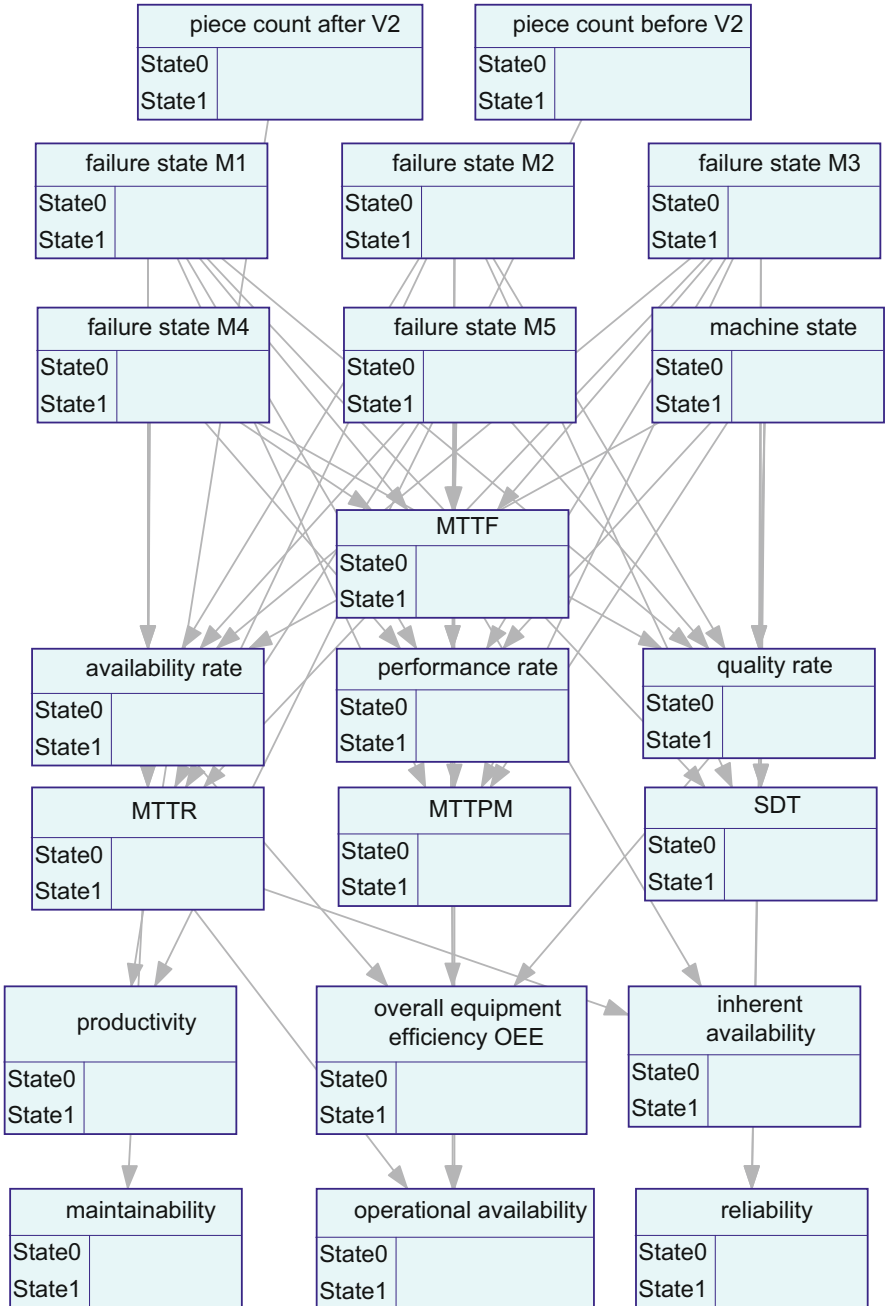 piece count after V2
State0
State1
piece count before V2
State0
State1
failure state M1
State0
State1
failure state M2
State0
State1
failure state M3
State0
State1
failure state M4
State0
State1
failure state M5
State0
State1
machine state
State0
State1
MTTF
State0
State1
availability rate
State0
State1
performance rate
State0
State1
quality rate
State0
State1
MTTR
State0
State1
MTTPM
State0
State1
SDT
State0
State1
productivity
State0
State1
overall equipment
efficiency OEE
State0
State1
inherent
availability
State0
State1
maintainability
State0
State1
operational availability
State0
State1
reliability
State0
State1